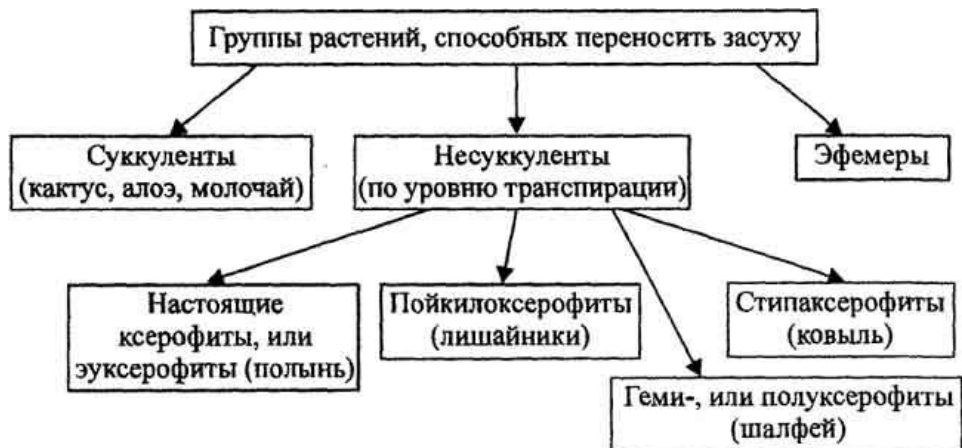 Группы растений, способных переносить засуху
Суккуленты
(кактус, алоэ, молочай)
Несуккуленты
(по уровню транспирации)
Эфемеры
Настоящие
ксерофиты, или
эуксерофиты (полынь)
Пойкилоксерофиты
(лишайники)
Стипаксерофиты
(ковыль)
Геми-, или полуксерофиты
(шалфей)